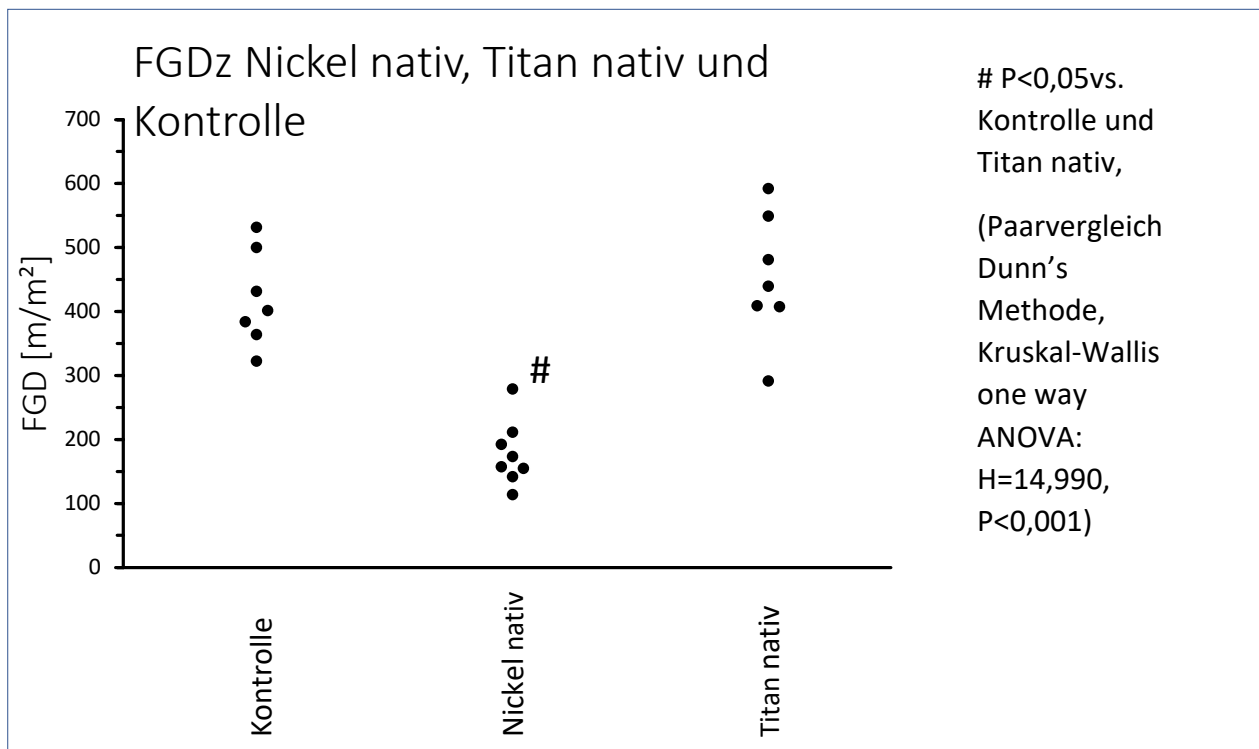 FGDz Nickel nativ, Titan nativ und
Kontrolle
# P<0,05vs.
Kontrolle und
Titan nativ,
(Paarvergleich
Dunn’s
Methode,
Kruskal-Wallis
one way
ANOVA:
H=14,990,
P<0,001)
FGD [m/m²]
700
600
500
400
300
200
100
0
#
Kontrolle
Nickel nativ
Titan nativ